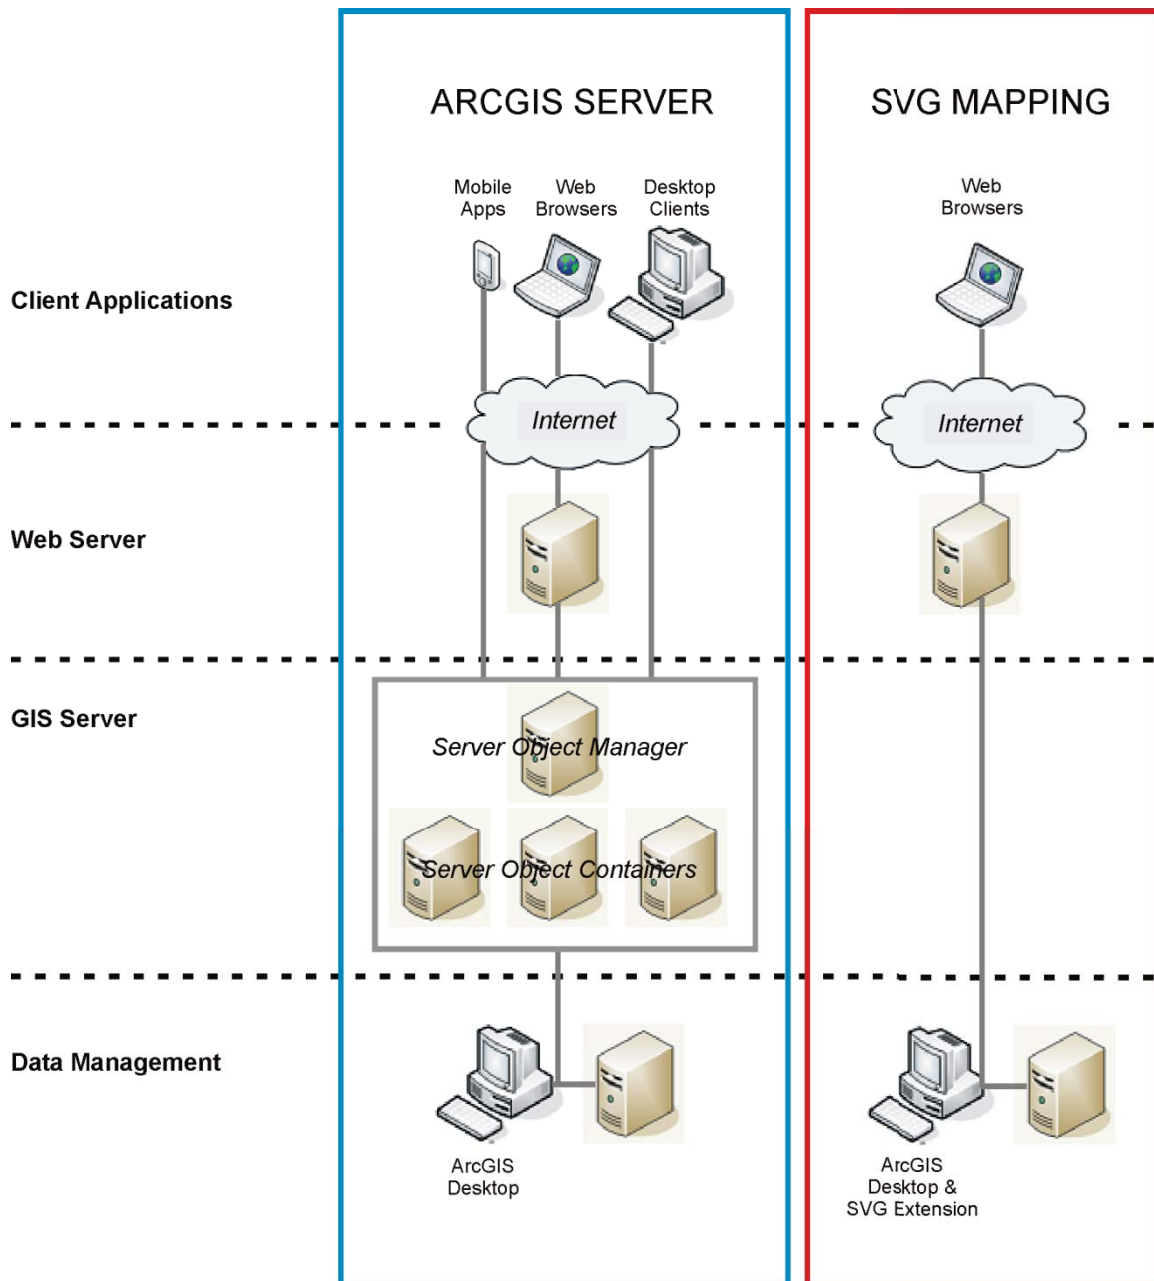 ARCGIS SERVER
SVG MAPPING
Mobile
Apps
Web
Browsers
Desktop
Clients
Web
Browsers
Client Applications
Internet
Internet
Web Server
GIS Server
Server Object Manager
Server Object Containers
Data Management
ArcGIS
Desktop
ArcGIS
Desktop &
SVG Extension